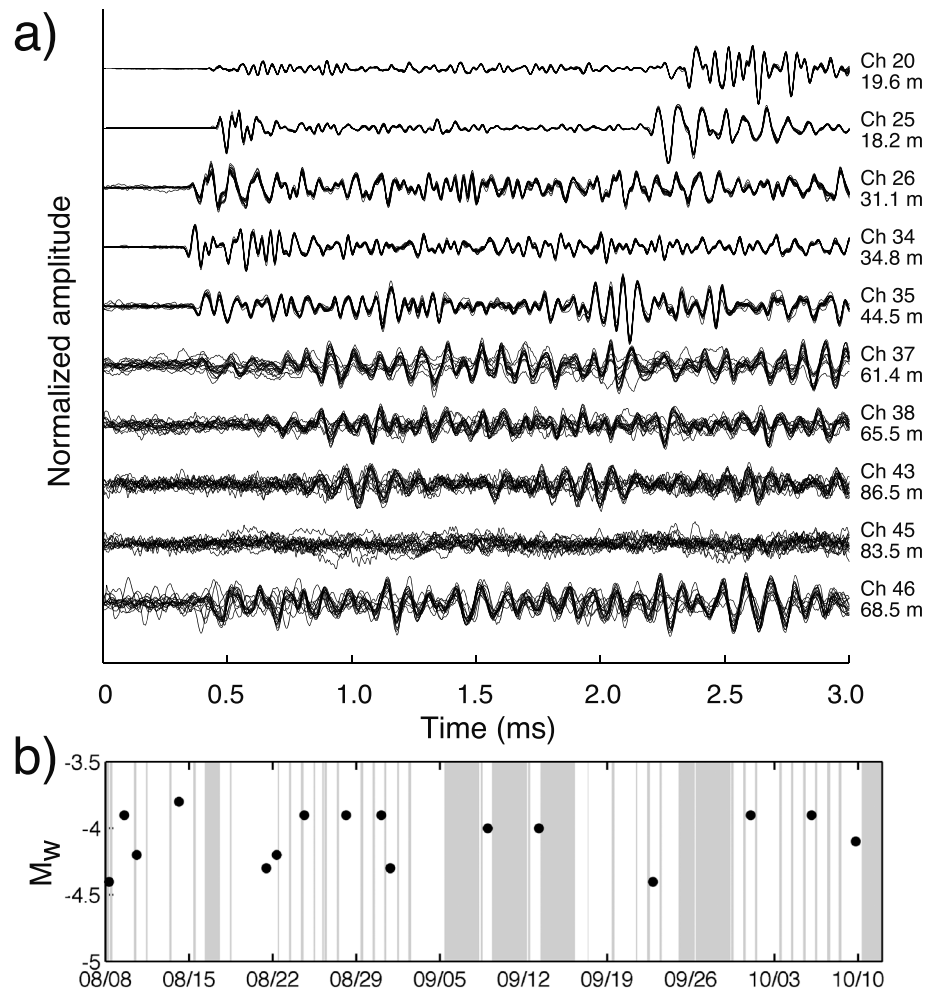 a)
Normalized amplitude
Ch 20
19.6 m
Ch 25
18.2 m
Ch 26
31.1 m
Ch 34
34.8 m
Ch 35
44.5 m
Ch 37
61.4 m
Ch 38
65.5 m
Ch 43
86.5 m
Ch 45
83.5 m
Ch 46
68.5 m
0 0.5 1.0 1.5 2.0 2.5 3.0
Time (ms)
b)
Mw
-3.5
-4
-4.5
-5
08/08 08/15 08/22 08/29 09/05 09/12 09/19 09/26 10/03 10/10